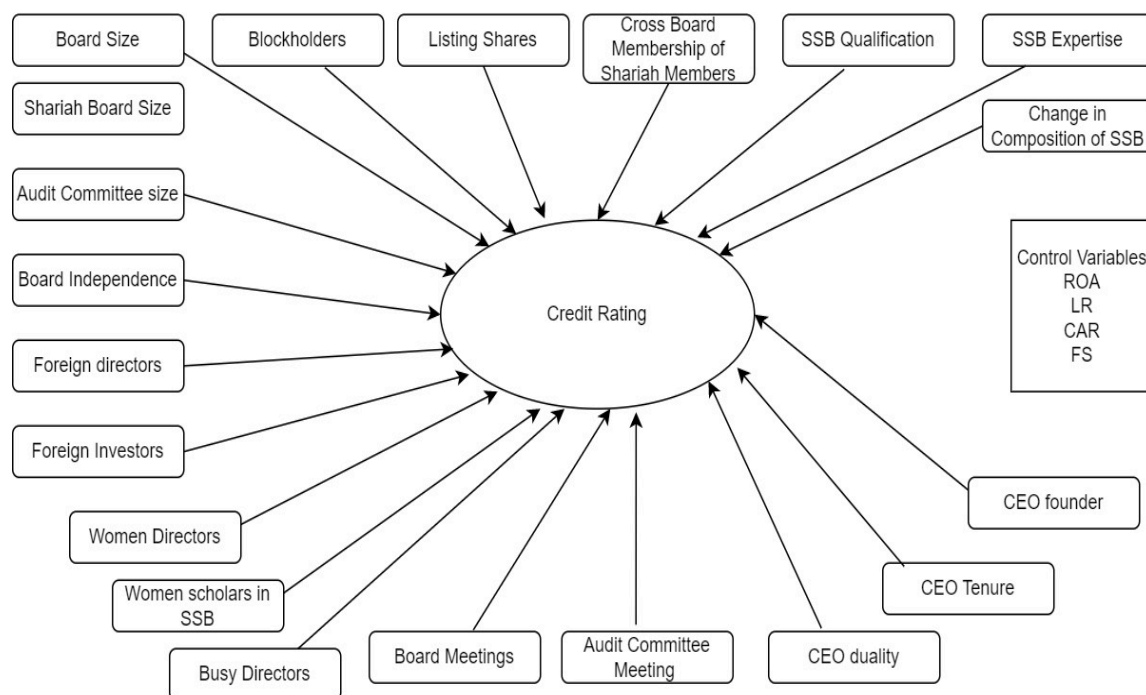 Board Size
Blockholders
Listing Shares
Cross Board
Membership of
Shariah Members
SSB Qualification
SSB Expertise
Shariah Board Size
Change in
Composition of SSB
Audit Committee size
Control Variables
ROA
LR
CAR
FS
Board Independence
Credit Rating
Foreign directors
Foreign Investors
CEO founder
Women Directors
CEO Tenure
Women scholars in
SSB
Board Meetings
Audit Committee
Meeting
CEO duality
Busy Directors